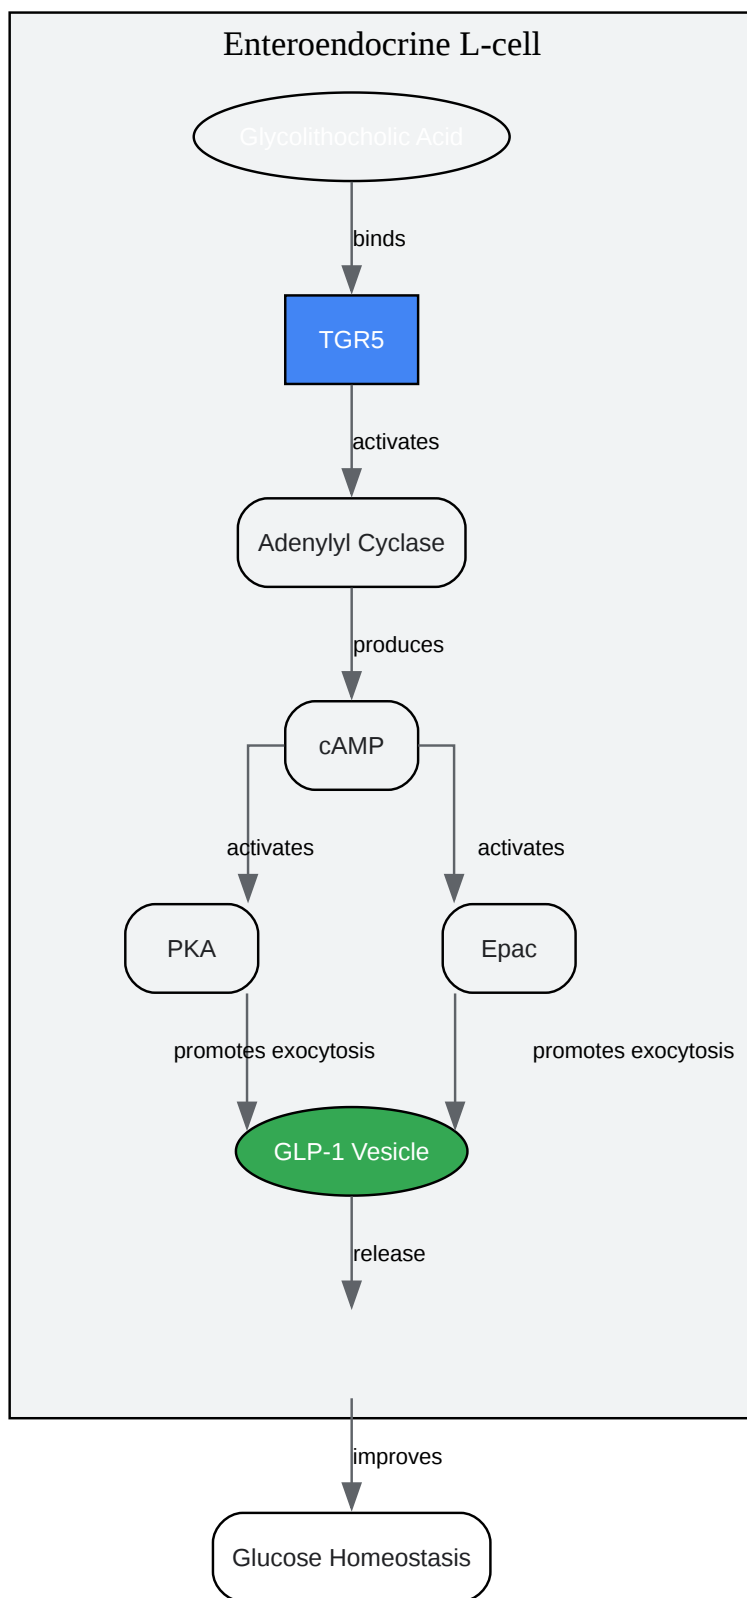 Enteroendocrine L-cell
Glycolithocholic Acid
binds
TGR5
activates
Adenylyl Cyclase
produces
cAMP
activates
activates
PKA
Epac
promotes exocytosis
promotes exocytosis
GLP-1 Vesicle
release
improves
Glucose Homeostasis